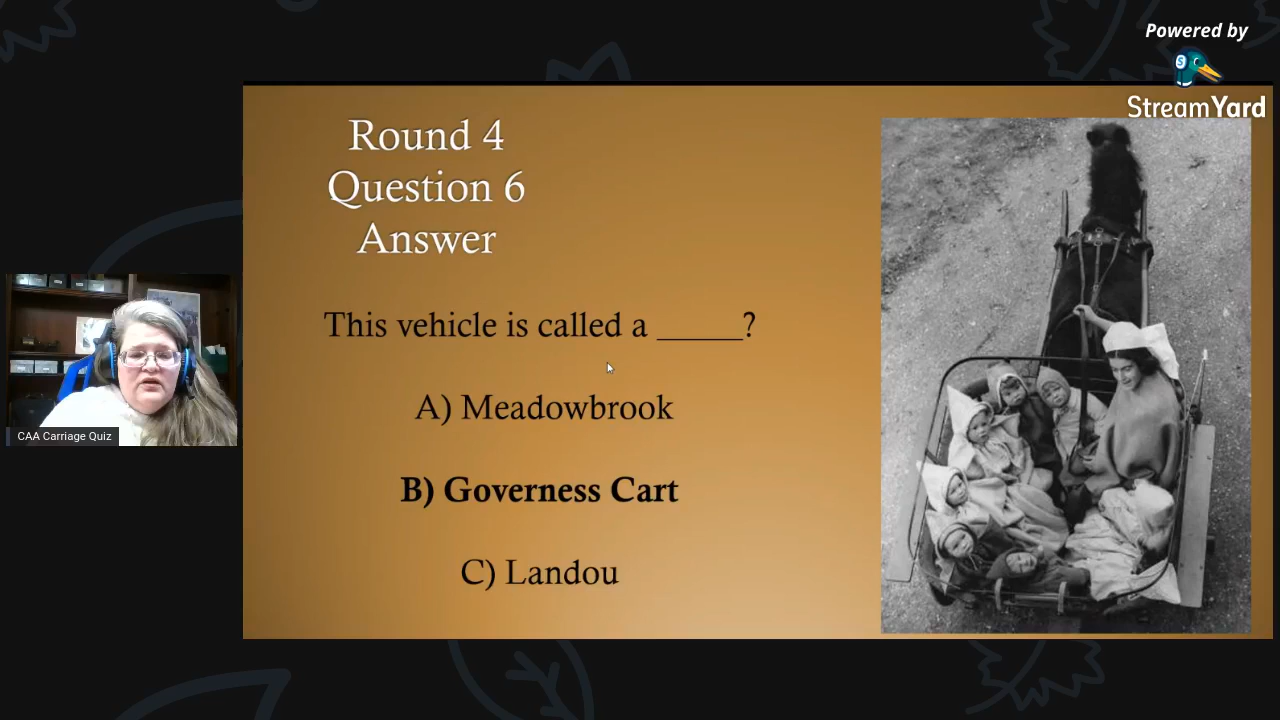 Powered by
StreamYard
Round 4
Question 6
Answer
This vehicle is called a _____?
A) Meadowbrook
B) Governess Cart
C) Landou
CAA Carriage Quiz